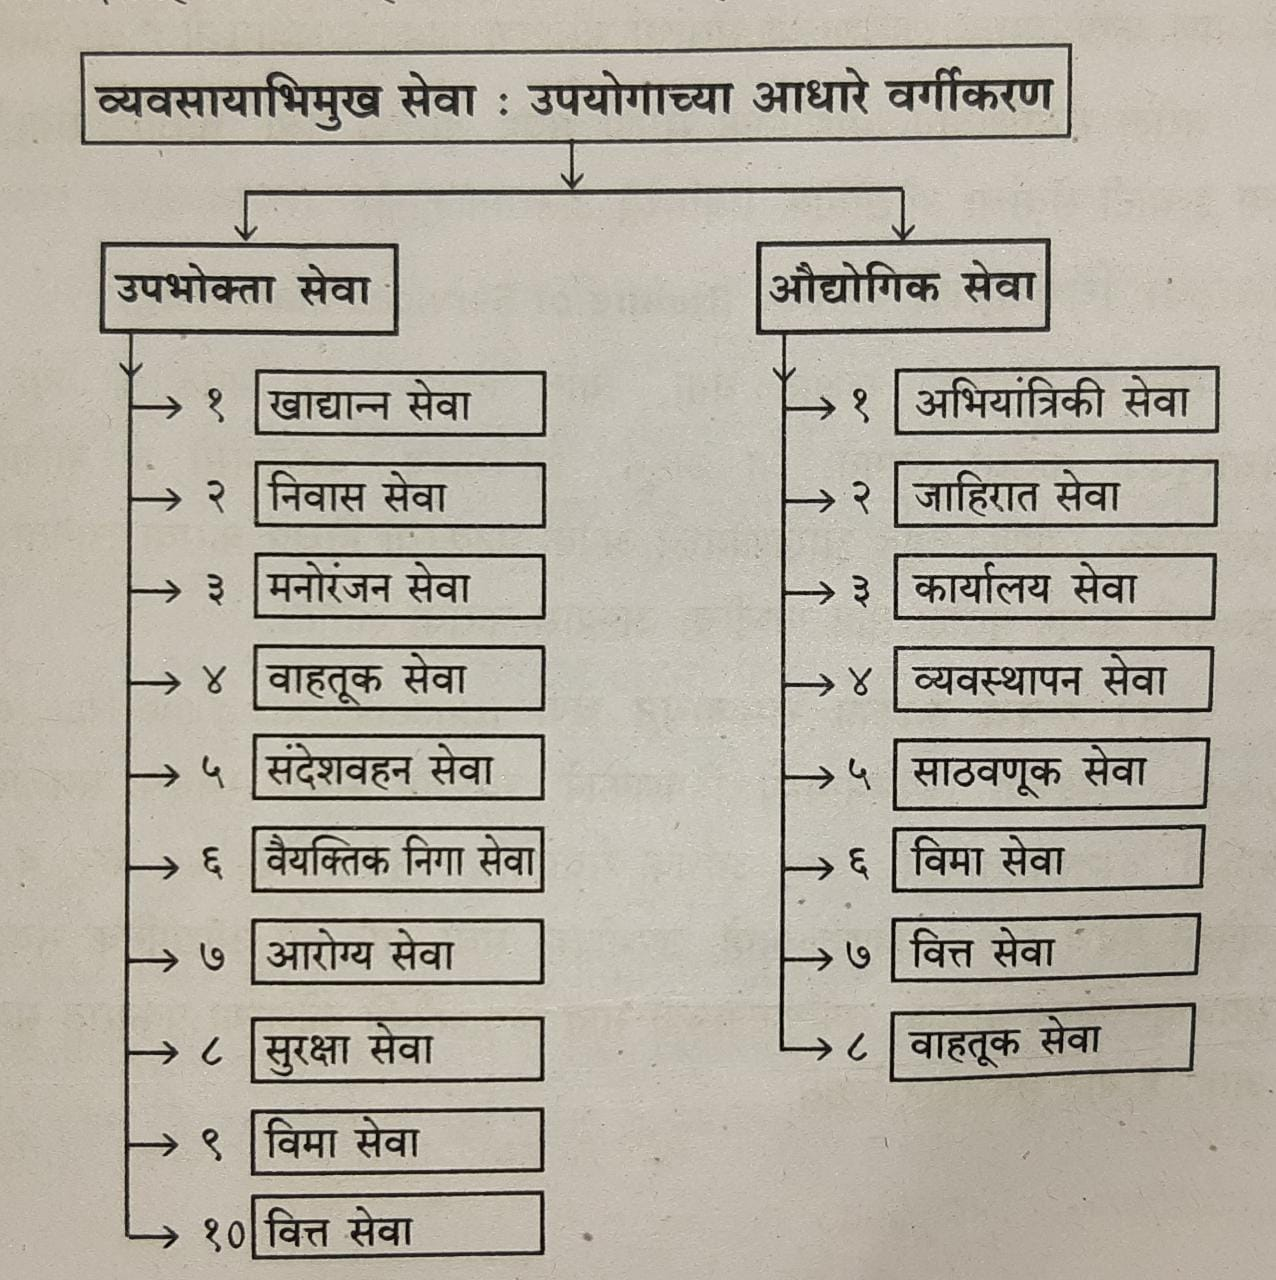 व्यवसायाभिमुख सेवा : उपयोगाच्या आधारे वर्गीकरण
उपभोक्ता सेवा
१ खाद्यान्न सेवा
२ निवास सेवा
३ मनोरंजन सेवा
४ वाहतूक सेवा
५ संदेशवहन सेवा
६ वैयक्तिक निगा सेवा
७ आरोग्य सेवा
८ सुरक्षा सेवा
९ विमा सेवा
१० वित्त सेवा
औद्योगिक सेवा
१ अभियांत्रिकी सेवा
२ जाहिरात सेवा
३ कार्यालय सेवा
४ व्यवस्थापन सेवा
५ साठवणूक सेवा
६ विमा सेवा
७ वित्त सेवा
८ वाहतूक सेवा